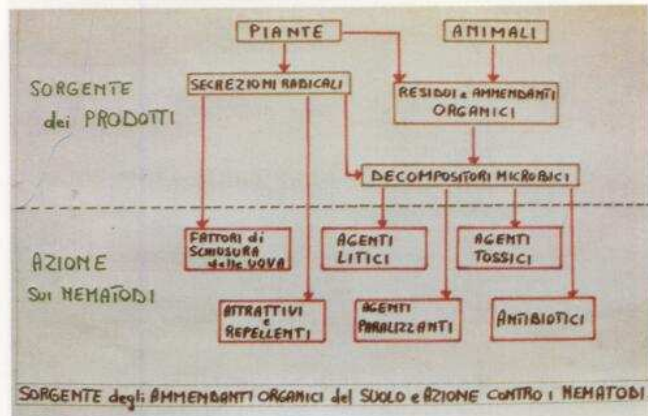 PIANTE
ANIMALI
SORGENTE
dei PRODOTTI
SECREZIONI RADICALI
RESIDUI e AMMENDANTI
ORGANICI
DECOMPOSITORI MICROBICI
AZIONE
sui NEMATODI
FATTORI di
SCHIUSURA
delle UOVA
AGENTI
LITICI
AGENTI
TOSSICI
ATTRATTIVI
e
REPELLENTI
AGENTI
PARALIZZANTI
ANTIBIOTICI
SORGENTE degli AMMENDANTI ORGANICI del SUOLO e AZIONE CONTRO i NEMATODI